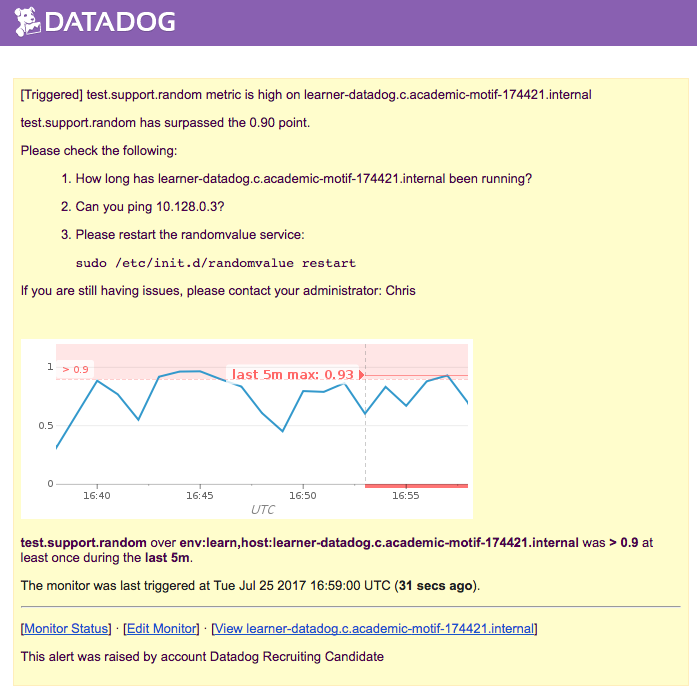 DATADOG
[Triggered] test.support.random metric is high on learner-datadog.c.academic-motif-174421.internal
test.support.random has surpassed the 0.90 point.
Please check the following:
1. How long has learner-datadog.c.academic-motif-174421.internal been running?
2. Can you ping 10.128.0.3?
3. Please restart the randomvalue service:
sudo /etc/init.d/randomvalue restart
If you are still having issues, please contact your administrator: Chris
1
> 0.9
last 5m max: 0.93
0.5
0
16:40 16:45 16:50 16:55
UTC
test.support.random over env:learn,host:learner-datadog.c.academic-motif-174421.internal was > 0.9 at
least once during the last 5m.
The monitor was last triggered at Tue Jul 25 2017 16:59:00 UTC (31 secs ago).
[Monitor Status] · [Edit Monitor] · [View learner-datadog.c.academic-motif-174421.internal]
This alert was raised by account Datadog Recruiting Candidate